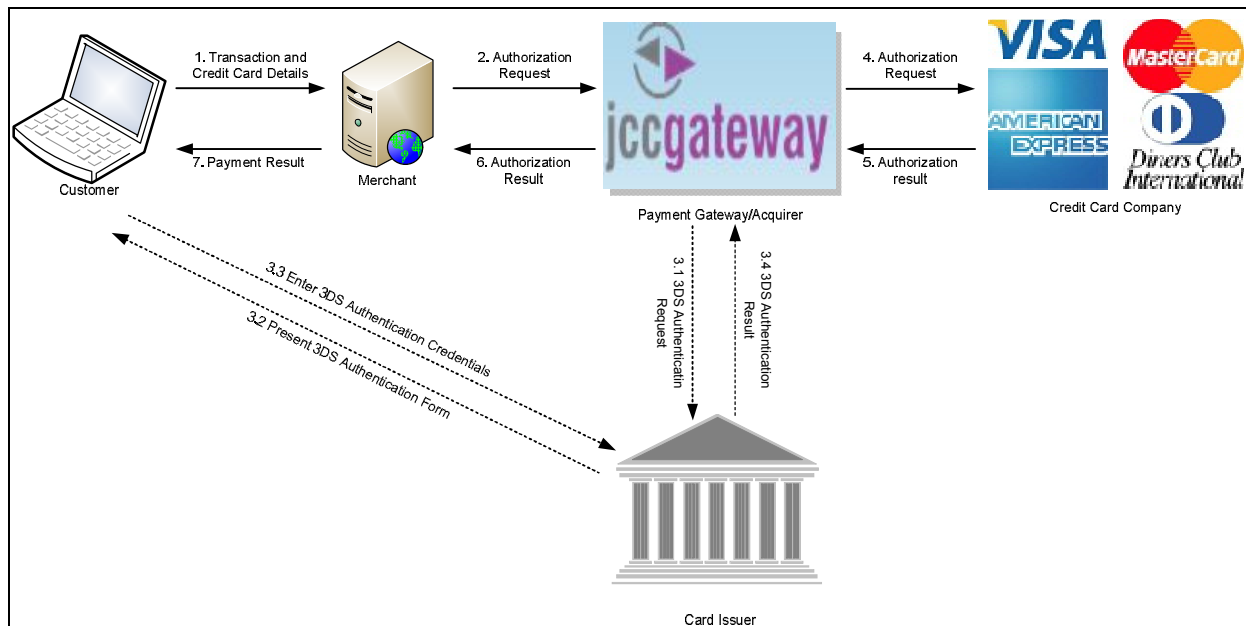 1. Transaction and
Credit Card Details
2. Authorization
Request
4. Authorization
Request
VISA
MasterCard
jccgateway
AMERICAN
EXPRESS
7. Payment Result
6. Authorization
Result
5. Authorization
result
Diners Club
International
Customer
Merchant
Payment Gateway/Acquirer
Credit Card Company
3.3 Enter 3DS Authentication Credentials
3.2 Present 3DS Authentication Form
3.1 3DS Authenticatin
Request
3.4 3DS Authentication
Result
Card Issuer